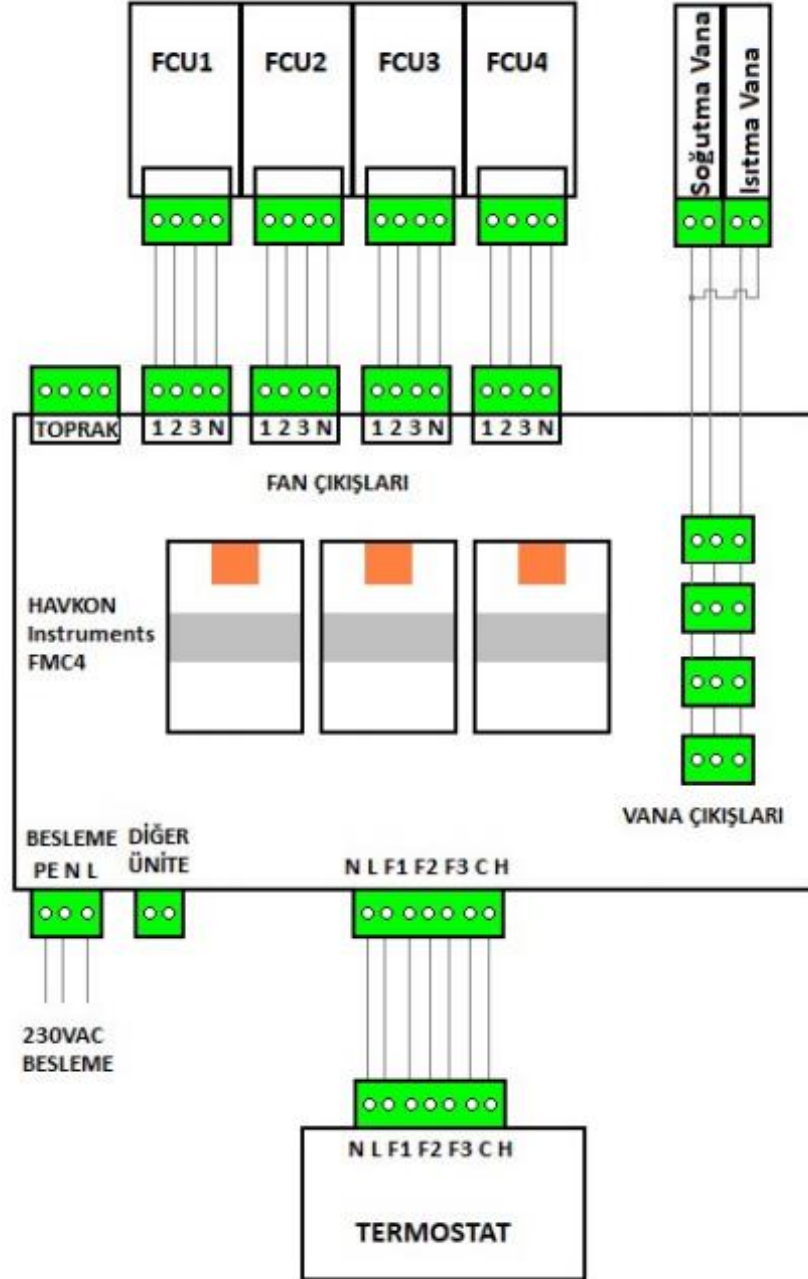 FCU1
FCU2
FCU3
FCU4
Soğutma Vana
Isıtma Vana
TOPRAK
1 2 3 N
1 2 3 N
1 2 3 N
1 2 3 N
FAN ÇIKIŞLARI
HAVKON
Instruments
FMC4
VANA ÇIKIŞLARI
BESLEME
PE N L
DİĞER
ÜNİTE
N L F1 F2 F3 C H
230VAC
BESLEME
N L F1 F2 F3 C H
TERMOSTAT